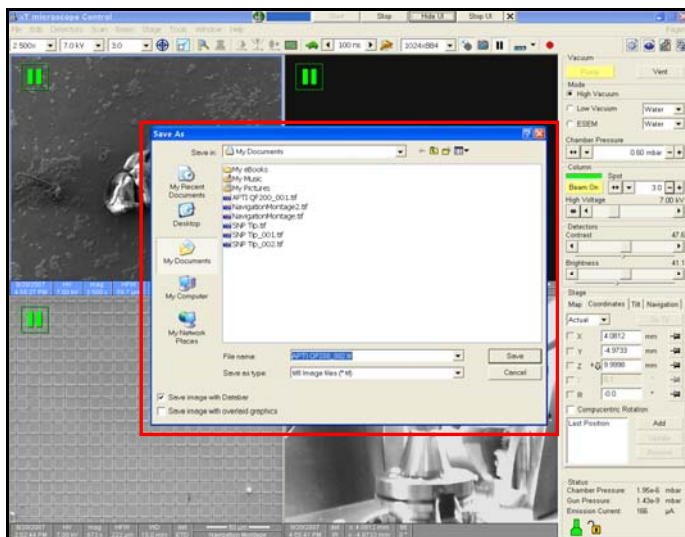 xT microscope Control
Start Stop Hide UI Stop UI X
File Edit Detectors Scan Beam Stage Tools Window Help
2 500x 7.0 kV 3.0 100 ns 1024x884
Vacuum
Pump Vent
Mode
High Vacuum
Low Vacuum Water
ESEM Water
Chamber Pressure
0.60 mbar
Column
Spot
Beam On 3.0
High Voltage 7.00 kV
Detectors
Contrast 47.6
Brightness 41.1
Stage
Map Coordinates Tilt Navigation
Actual
X 4.0812 mm
Y -4.9733 mm
Z 9.9998 mm
R -0.0 °
Compucentric Rotation
Last Position Add
Update
Remove
Status
Chamber Pressure: 1.95e-6 mbar
Gun Pressure: 1.43e-9 mbar
Emission Current: 166 µA
Save As
Save in: My Documents
My Recent Documents
Desktop
My Documents
My Computer
My Network Places
My eBooks
My Music
My Pictures
APTI QF200_001.tif
NavigationMontage2.tif
NavigationMontage.tif
SNP Tip.tif
SNP Tip_001.tif
SNP Tip_002.tif
File name: APTI QF200_002.tif Save
Save as type: Cancel
Save image with Databar
Save image with overlaid graphics